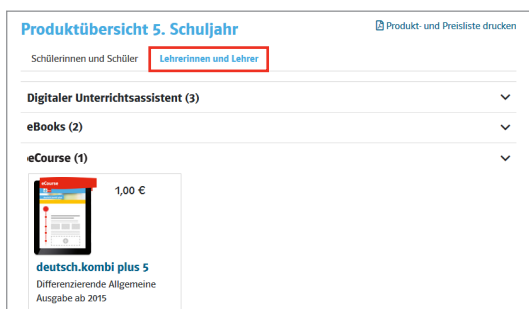 Produktübersicht 5. Schuljahr
Produkt- und Preisliste drucken
Schülerinnen und Schüler
Lehrerinnen und Lehrer
Digitaler Unterrichtsassistent (3)
eBooks (2)
eCourse (1)
eCourse
1,00 €
deutsch.kombi plus 5
Differenzierende Allgemeine
Ausgabe ab 2015